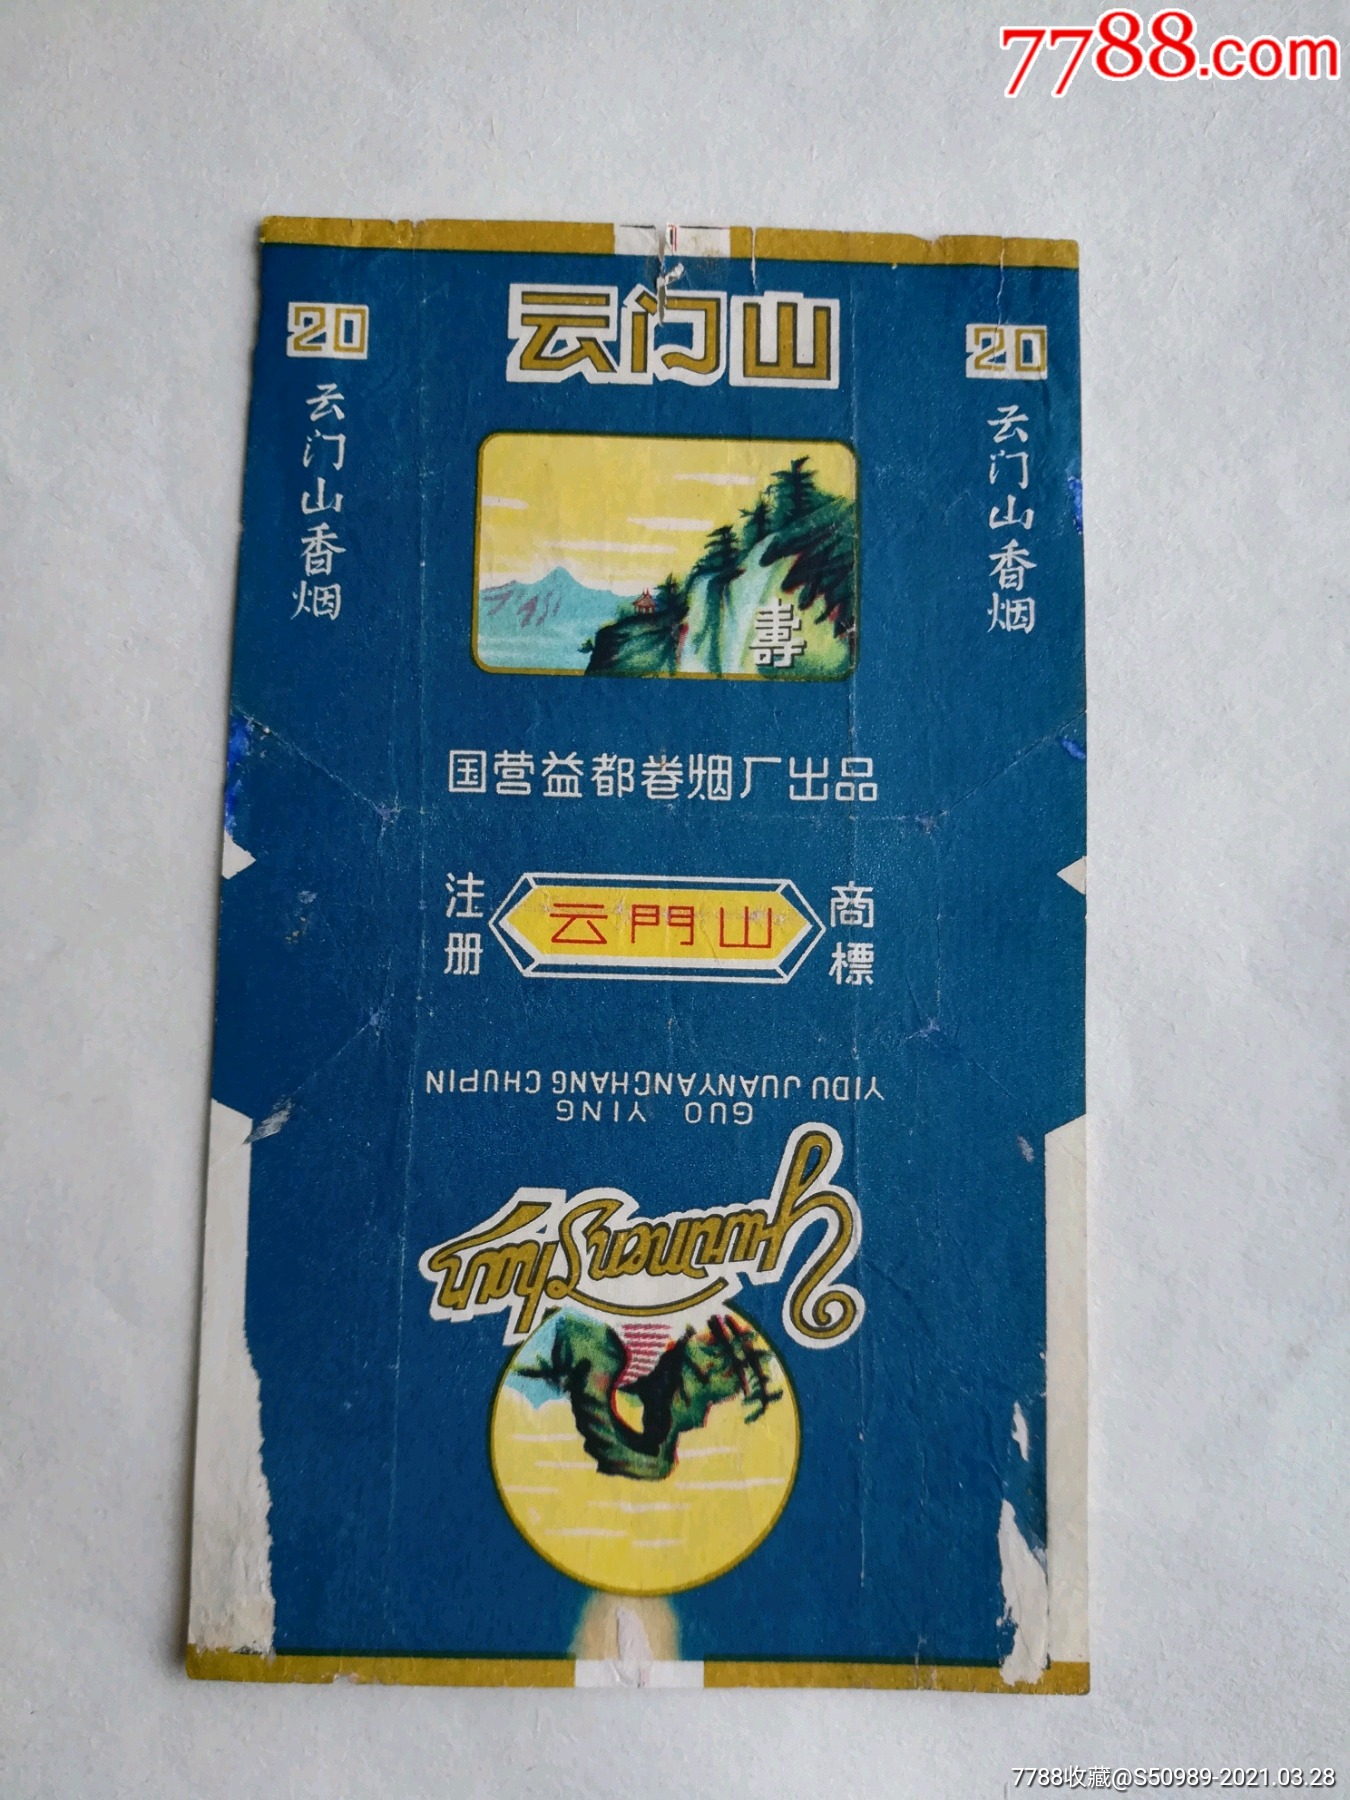 7788.com
云门山
20
20
云门山香烟
云门山香烟
壽
国营益都卷烟厂出品
注册
云門山
商標
YIDU JUANYANCHANG CHUPIN
GUO YING
YunmenShan
7788收藏@S50989-2021.03.28